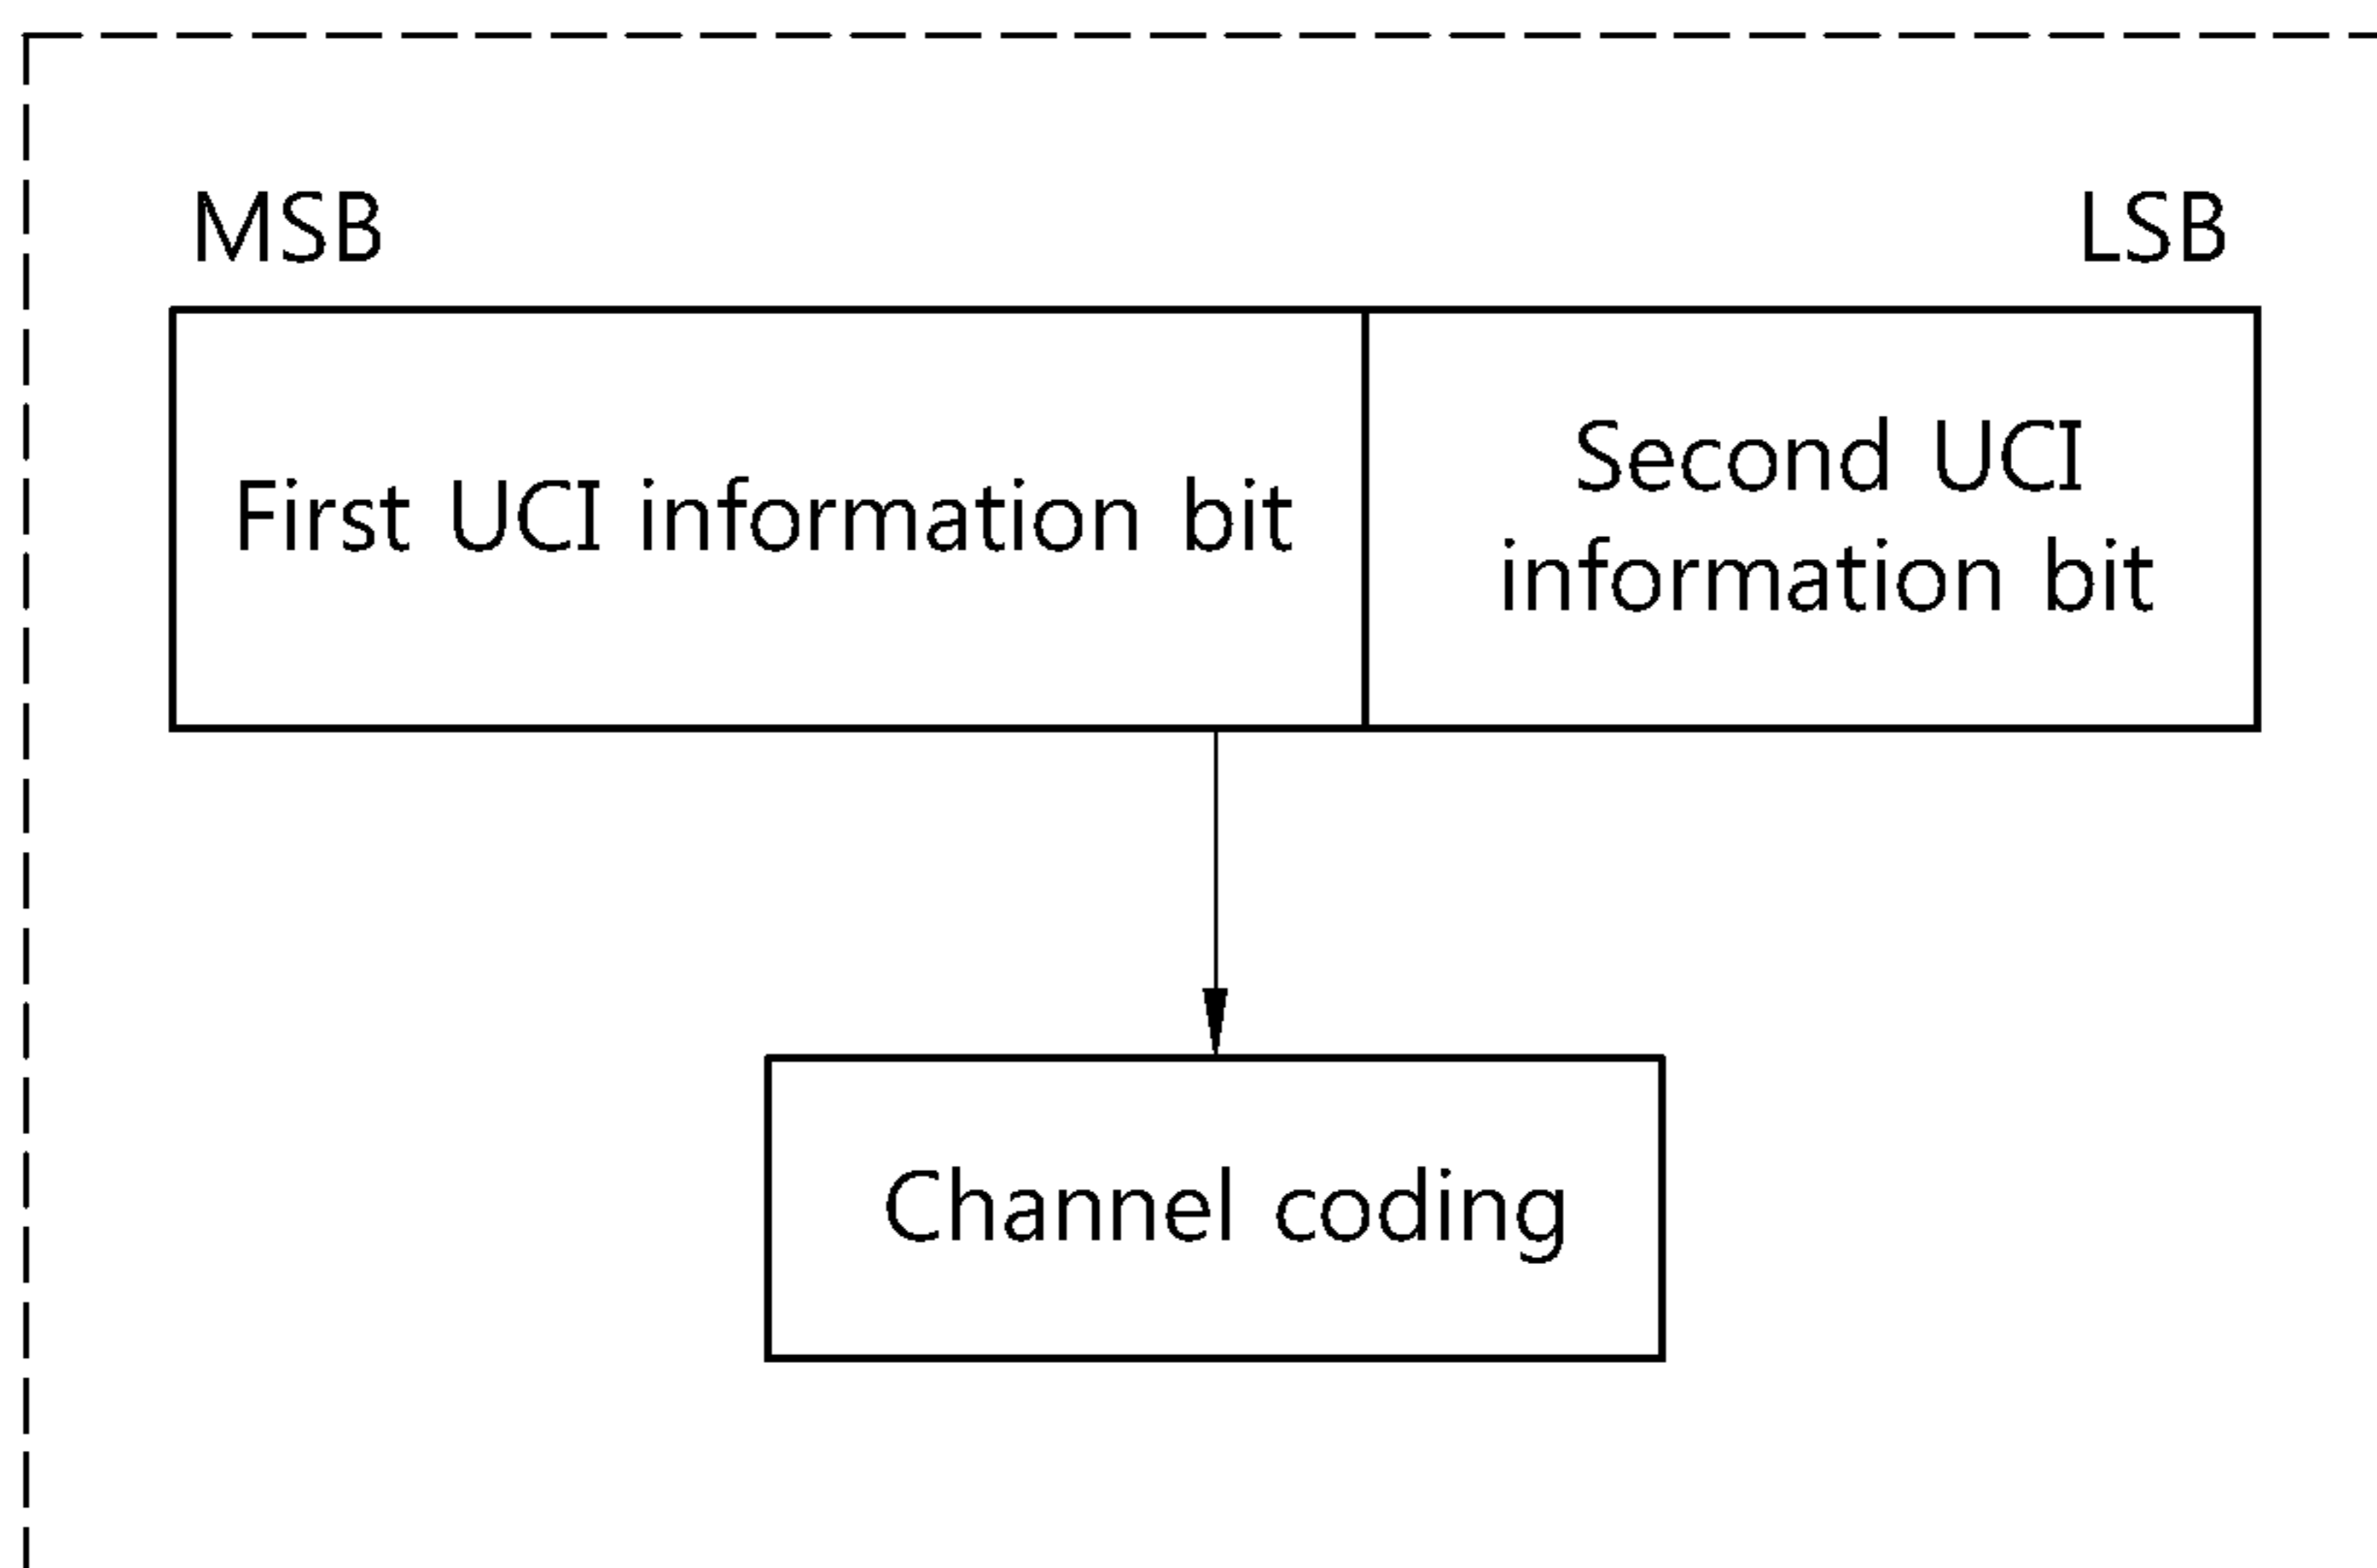 MSB
LSB
First UCI information bit
Second UCI
information bit
Channel coding